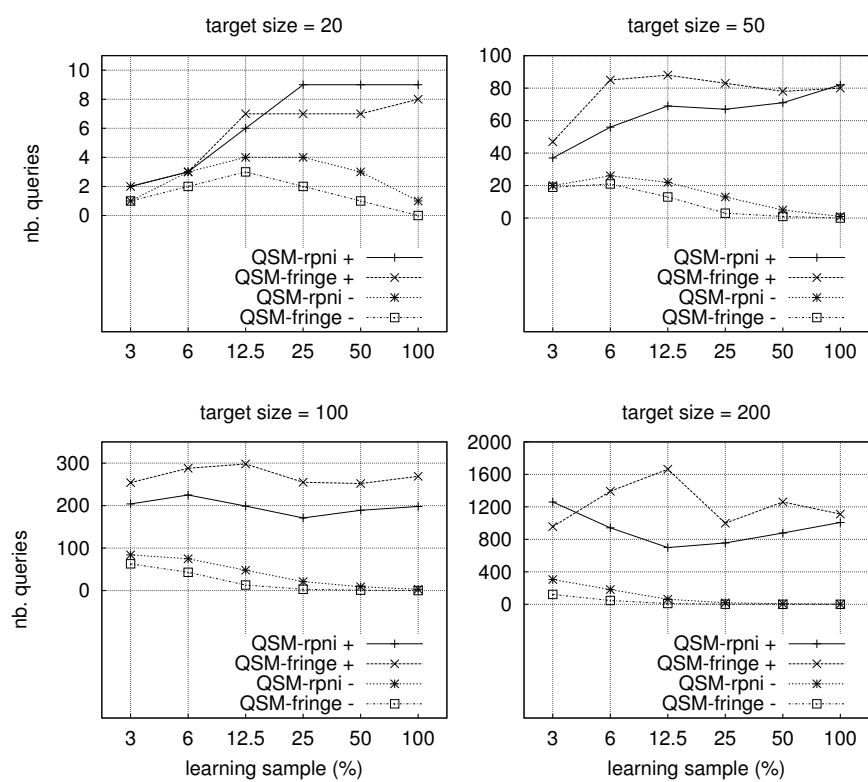 target size = 20
nb. queries
10
8
6
4
2
0
QSM-rpni +
QSM-fringe +
QSM-rpni -
QSM-fringe -
3 6 12.5 25 50 100
target size = 50
100
80
60
40
20
0
QSM-rpni +
QSM-fringe +
QSM-rpni -
QSM-fringe -
3 6 12.5 25 50 100
target size = 100
nb. queries
300
200
100
0
QSM-rpni +
QSM-fringe +
QSM-rpni -
QSM-fringe -
3 6 12.5 25 50 100
learning sample (%)
target size = 200
2000
1600
1200
800
400
0
QSM-rpni +
QSM-fringe +
QSM-rpni -
QSM-fringe -
3 6 12.5 25 50 100
learning sample (%)